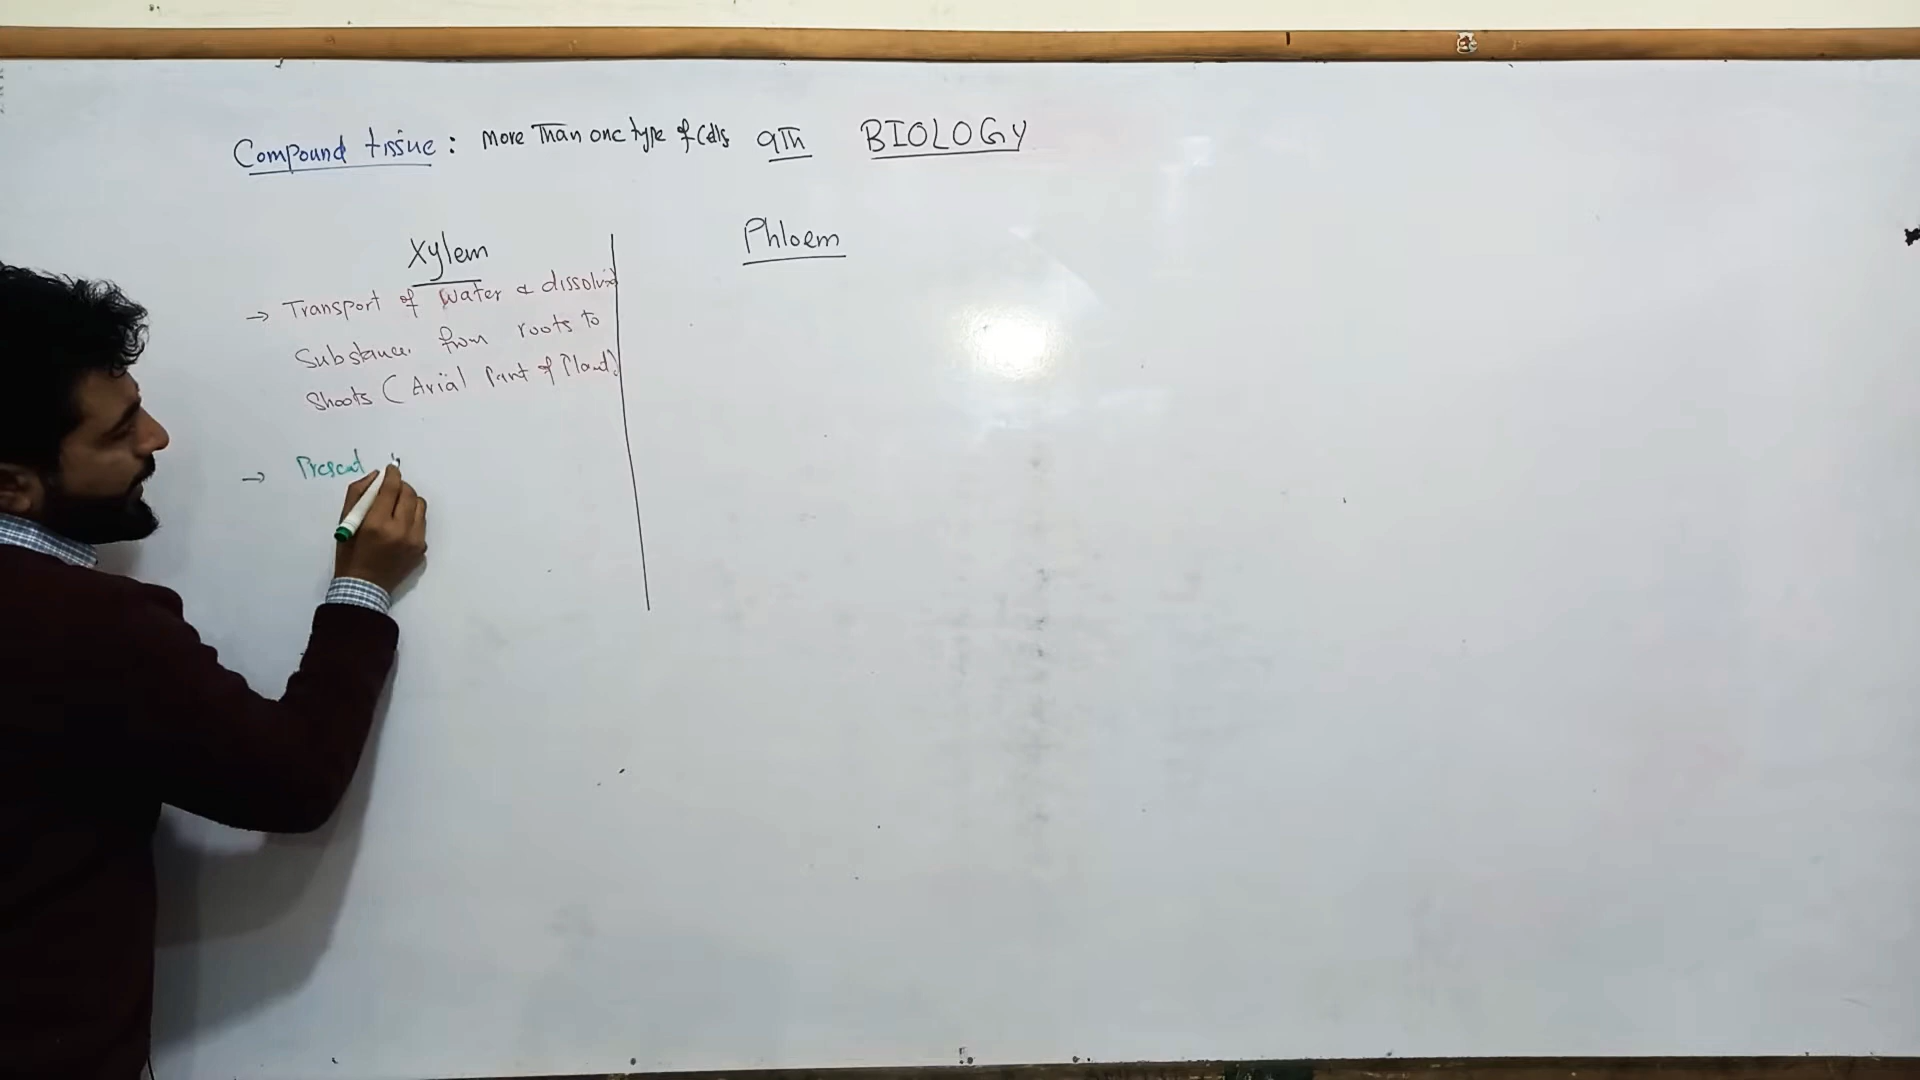 Compound tissue : More Than one type of Cells 9Th BIOLOGY
Xylem
Phloem
→ Transport of Water & dissolved
Substance from roots to
Shoots (Arial Part of Plant)
→ Present